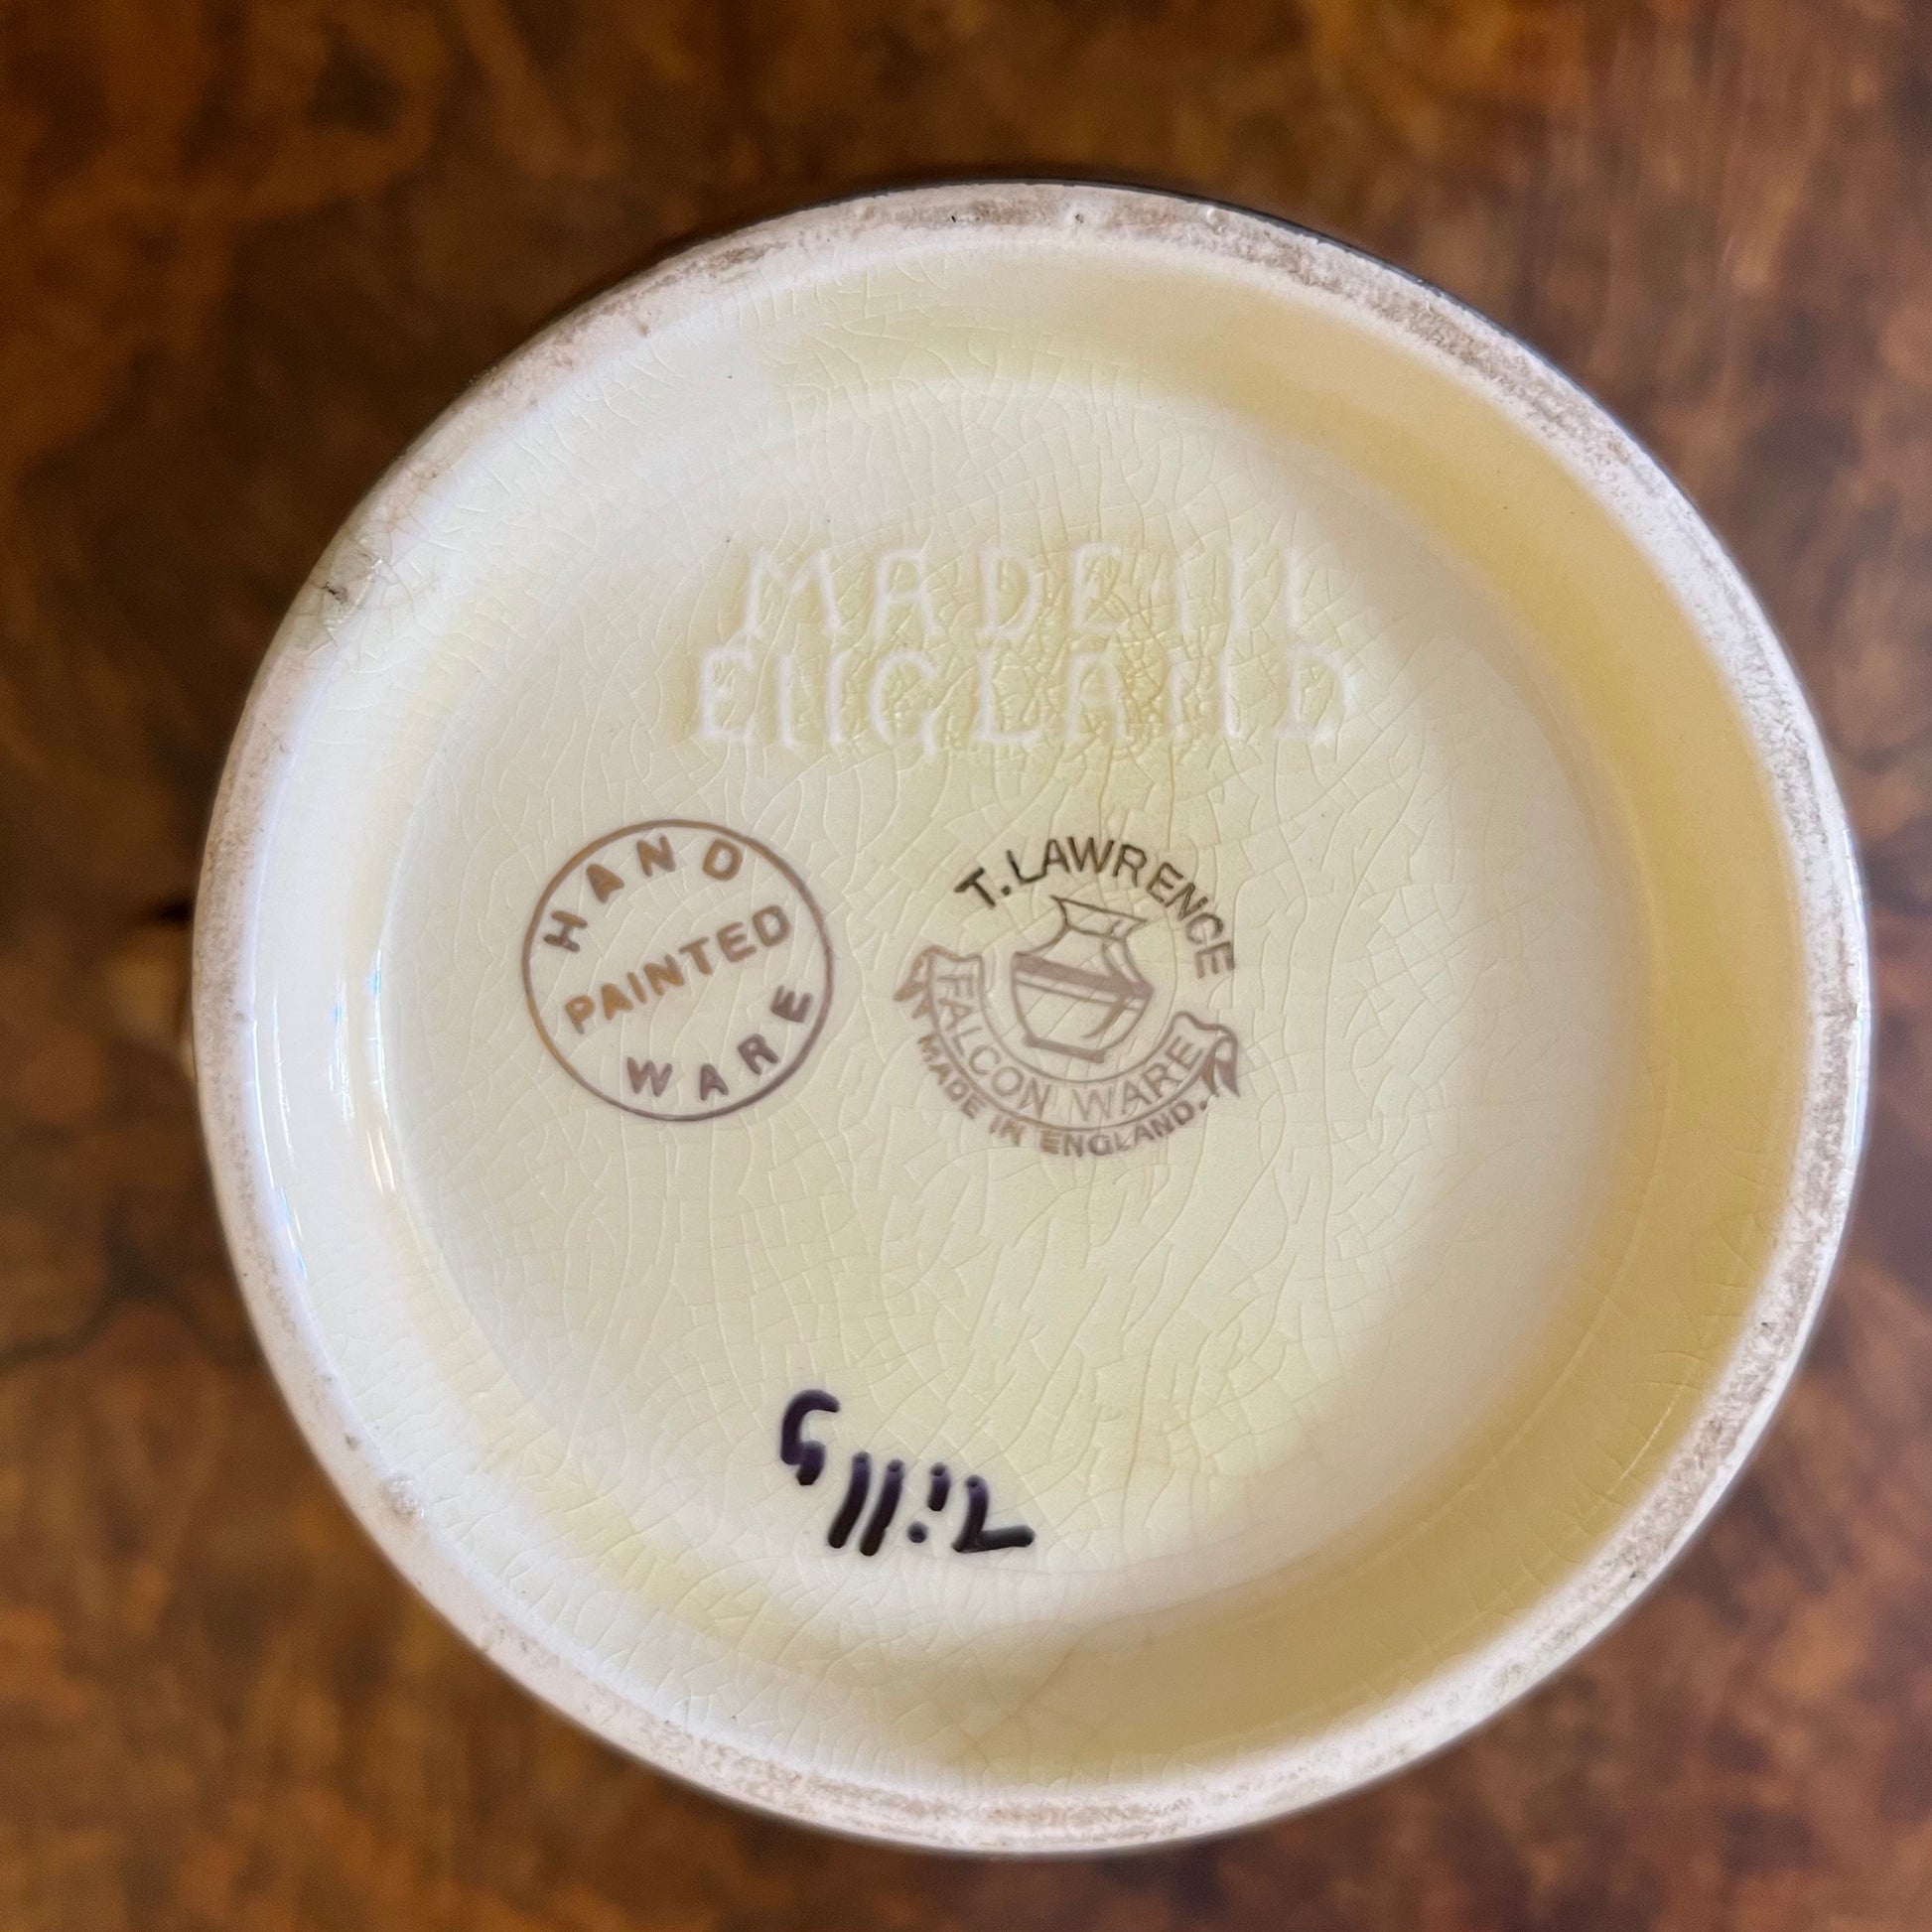 MADE IN
ENGLAND
HAND
PAINTED
WARE
T. LAWRENCE
FALCON WARE
MADE IN ENGLAND.